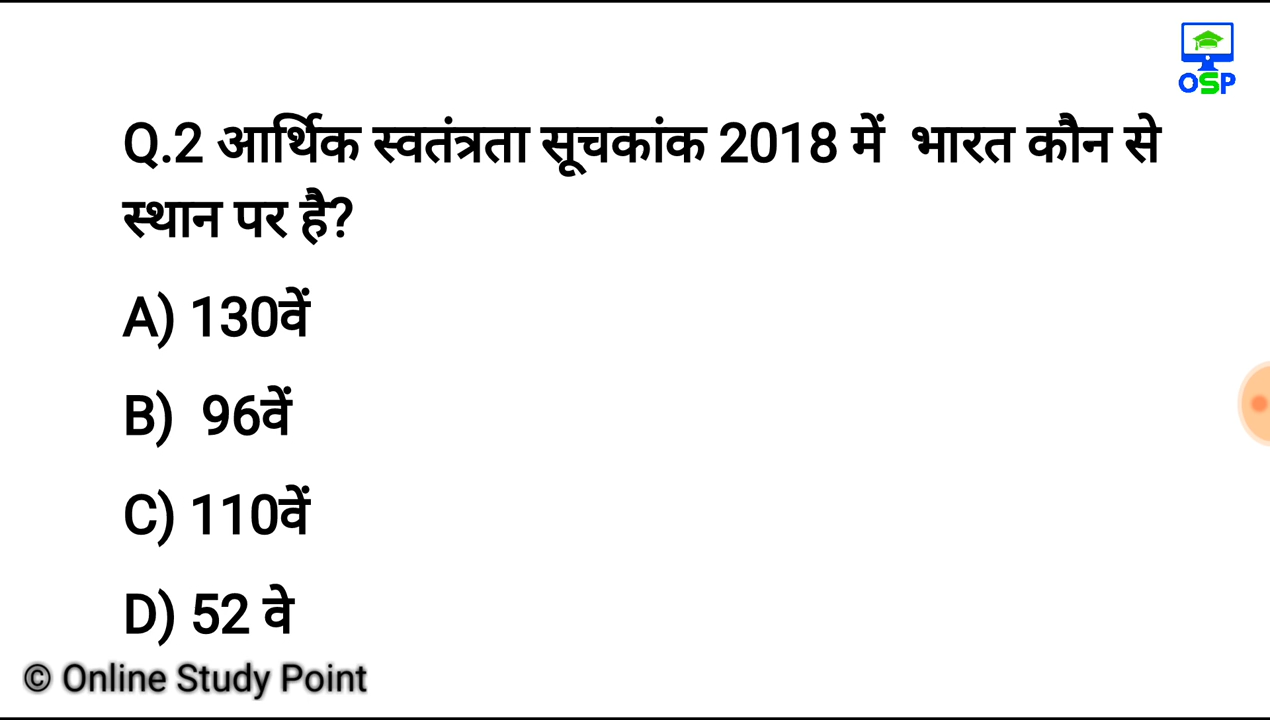 OSP
Q.2 आर्थिक स्वतंत्रता सूचकांक 2018 में भारत कौन से
स्थान पर है?
A) 130वें
B) 96वें
C) 110वें
D) 52 वे
© Online Study Point